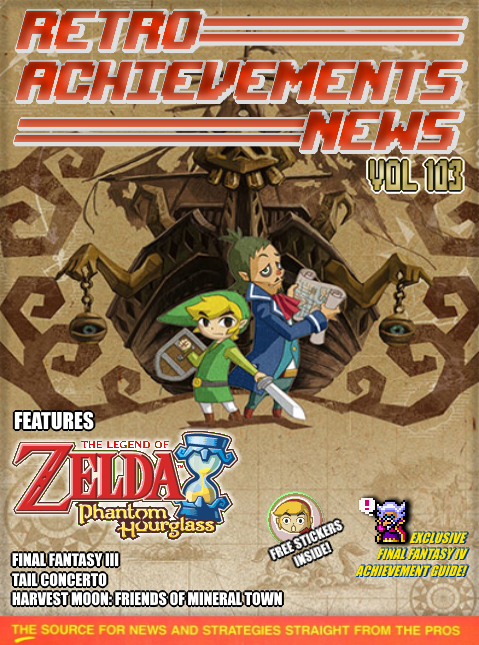 RETRO
ACHIEVEMENTS
NEWS
VOL 103
FEATURES
THE LEGEND OF
ZELDA™
Phantom
Hourglass
FINAL FANTASY III
TAIL CONCERTO
HARVEST MOON: FRIENDS OF MINERAL TOWN
FREE STICKERS
INSIDE!
!
EXCLUSIVE
FINAL FANTASY IV
ACHIEVEMENT GUIDE!
THE SOURCE FOR NEWS AND STRATEGIES STRAIGHT FROM THE PROS